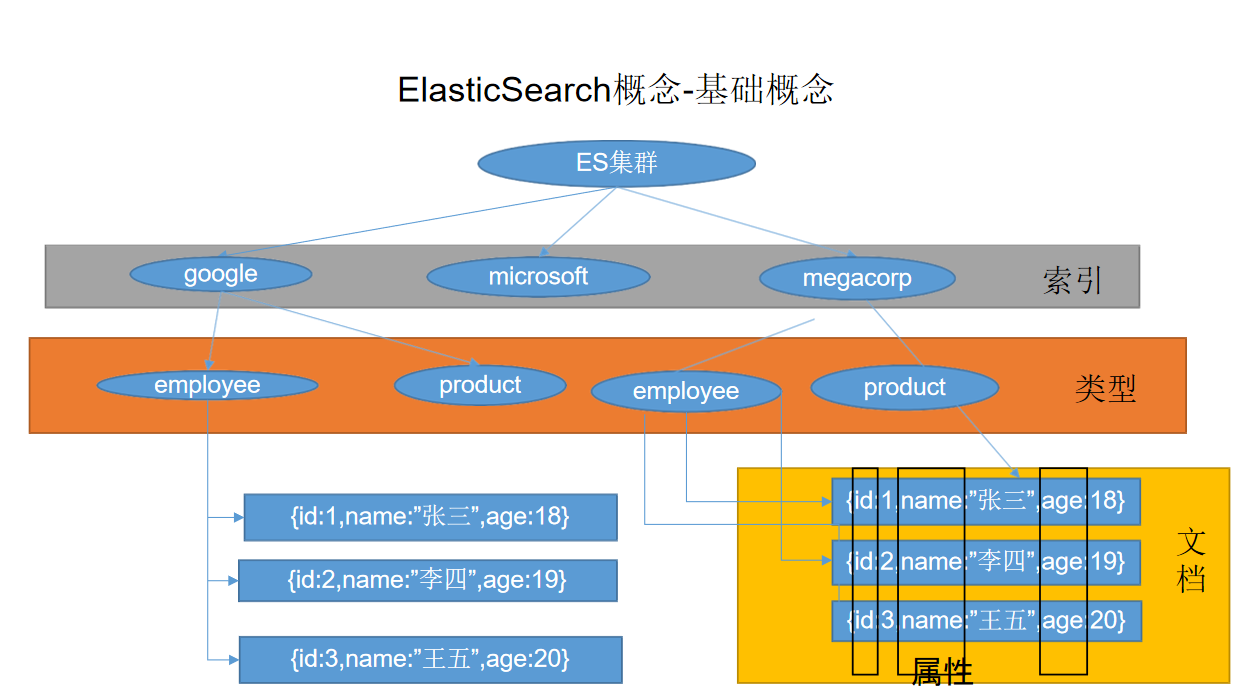 ElasticSearch概念-基础概念
ES集群
google
microsoft
megacorp
索引
employee
product
employee
product
类型
{id:1,name:”张三”,age:18}
{id:2,name:”李四”,age:19}
{id:3,name:”王五”,age:20}
{id:1,name:”张三”,age:18}
{id:2,name:”李四”,age:19}
{id:3,name:”王五”,age:20}
文
档
属性